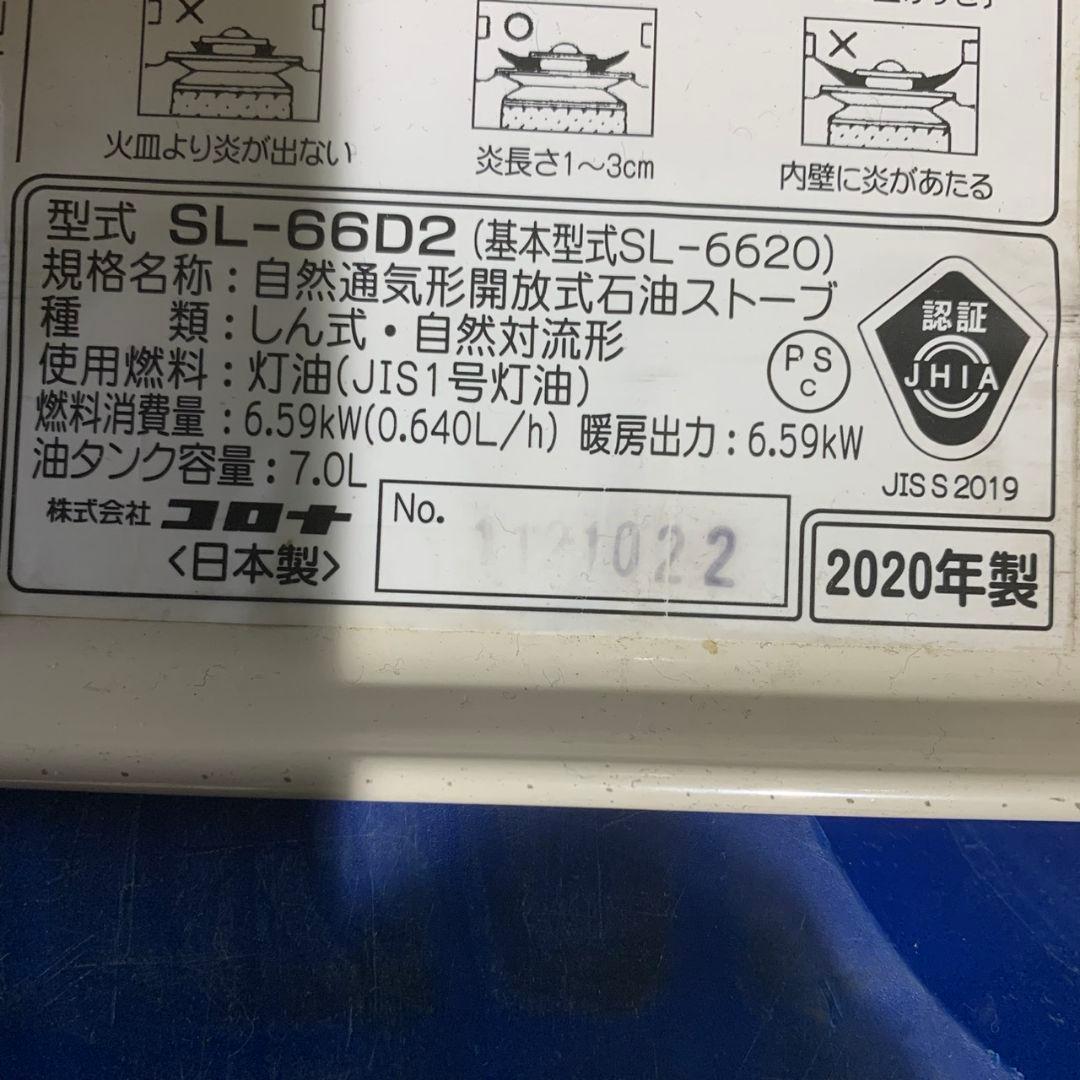 火皿より炎が出ない
炎長さ1〜3cm
内壁に炎があたる
型式 SL-66D2 (基本型式SL-6620)
規格名称：自然通気形開放式石油ストーブ
種 類：しん式・自然対流形
使用燃料：灯油(JIS1号灯油)
燃料消費量：6.59kW(0.640L/h) 暖房出力：6.59kW
油タンク容量：7.0L
PS
C
認証
JHIA
JIS S 2019
株式会社 コロナ
<日本製>
No.
2020年製